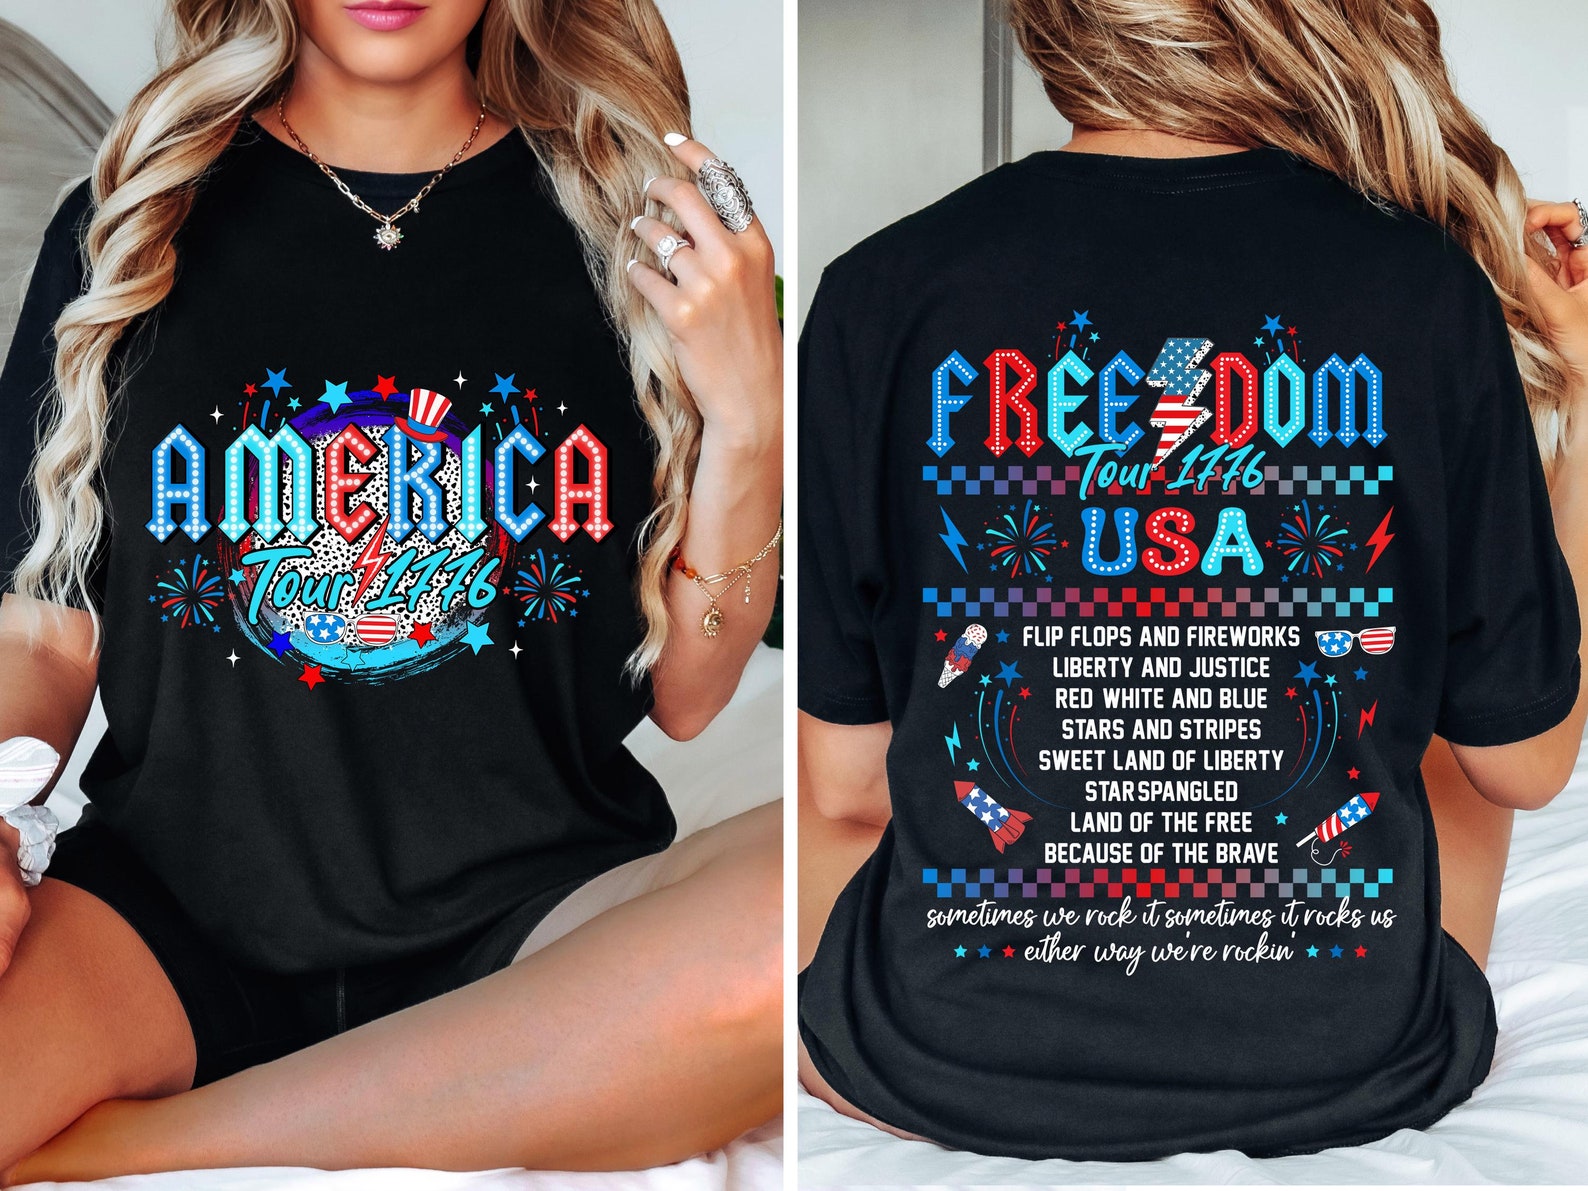 AMERICA
Tour 1776
FREEDOM
Tour 1776
USA
FLIP FLOPS AND FIREWORKS
LIBERTY AND JUSTICE
RED WHITE AND BLUE
STARS AND STRIPES
SWEET LAND OF LIBERTY
STAR SPANGLED
LAND OF THE FREE
BECAUSE OF THE BRAVE
sometimes we rock it sometimes it rocks us
either way we're rockin'